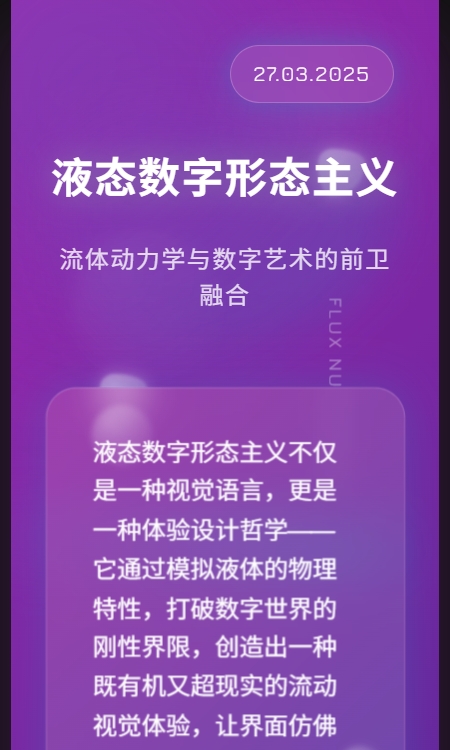 27.03.2025
液态数字形态主义
流体动力学与数字艺术的前卫
融合
FLUX NU
液态数字形态主义不仅
是一种视觉语言，更是
一种体验设计哲学——
它通过模拟液体的物理
特性，打破数字世界的
刚性界限，创造出一种
既有机又超现实的流动
视觉体验，让界面仿佛